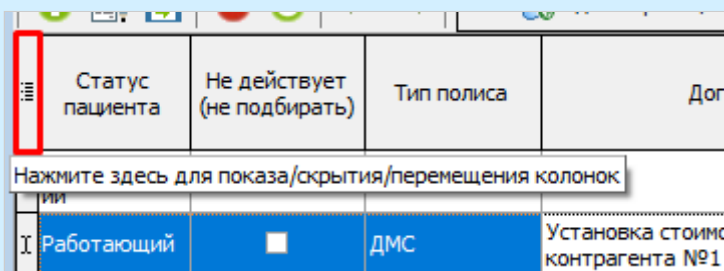 Статус
пациента
Не действует
(не подбирать)
Тип полиса
Нажмите здесь для показа/скрытия/перемещения колонок
Работающий
ДМС
Установка
контрагента №1